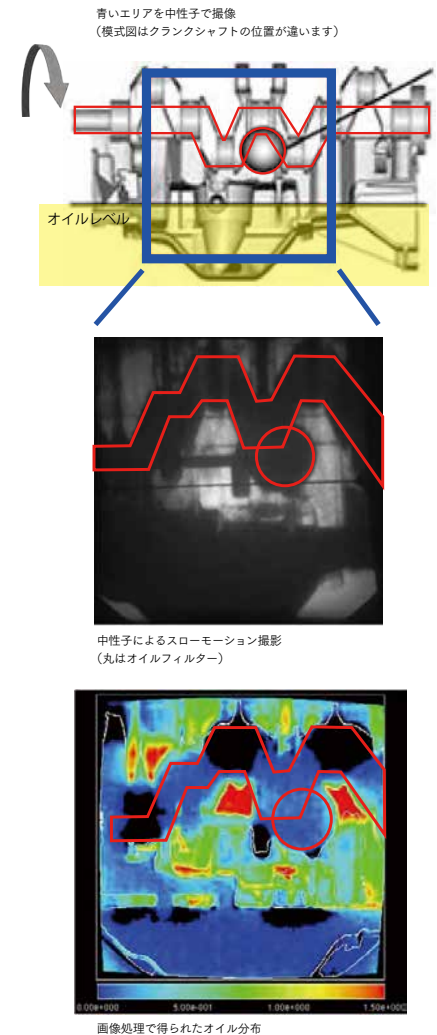 青いエリアを中性子で撮像
(模式図はクランクシャフトの位置が違います)
オイルレベル
中性子によるスローモーション撮影
(丸はオイルフィルター)
0.00e+000 5.00e-001 1.00e+000 1.50e+000
画像処理で得られたオイル分布